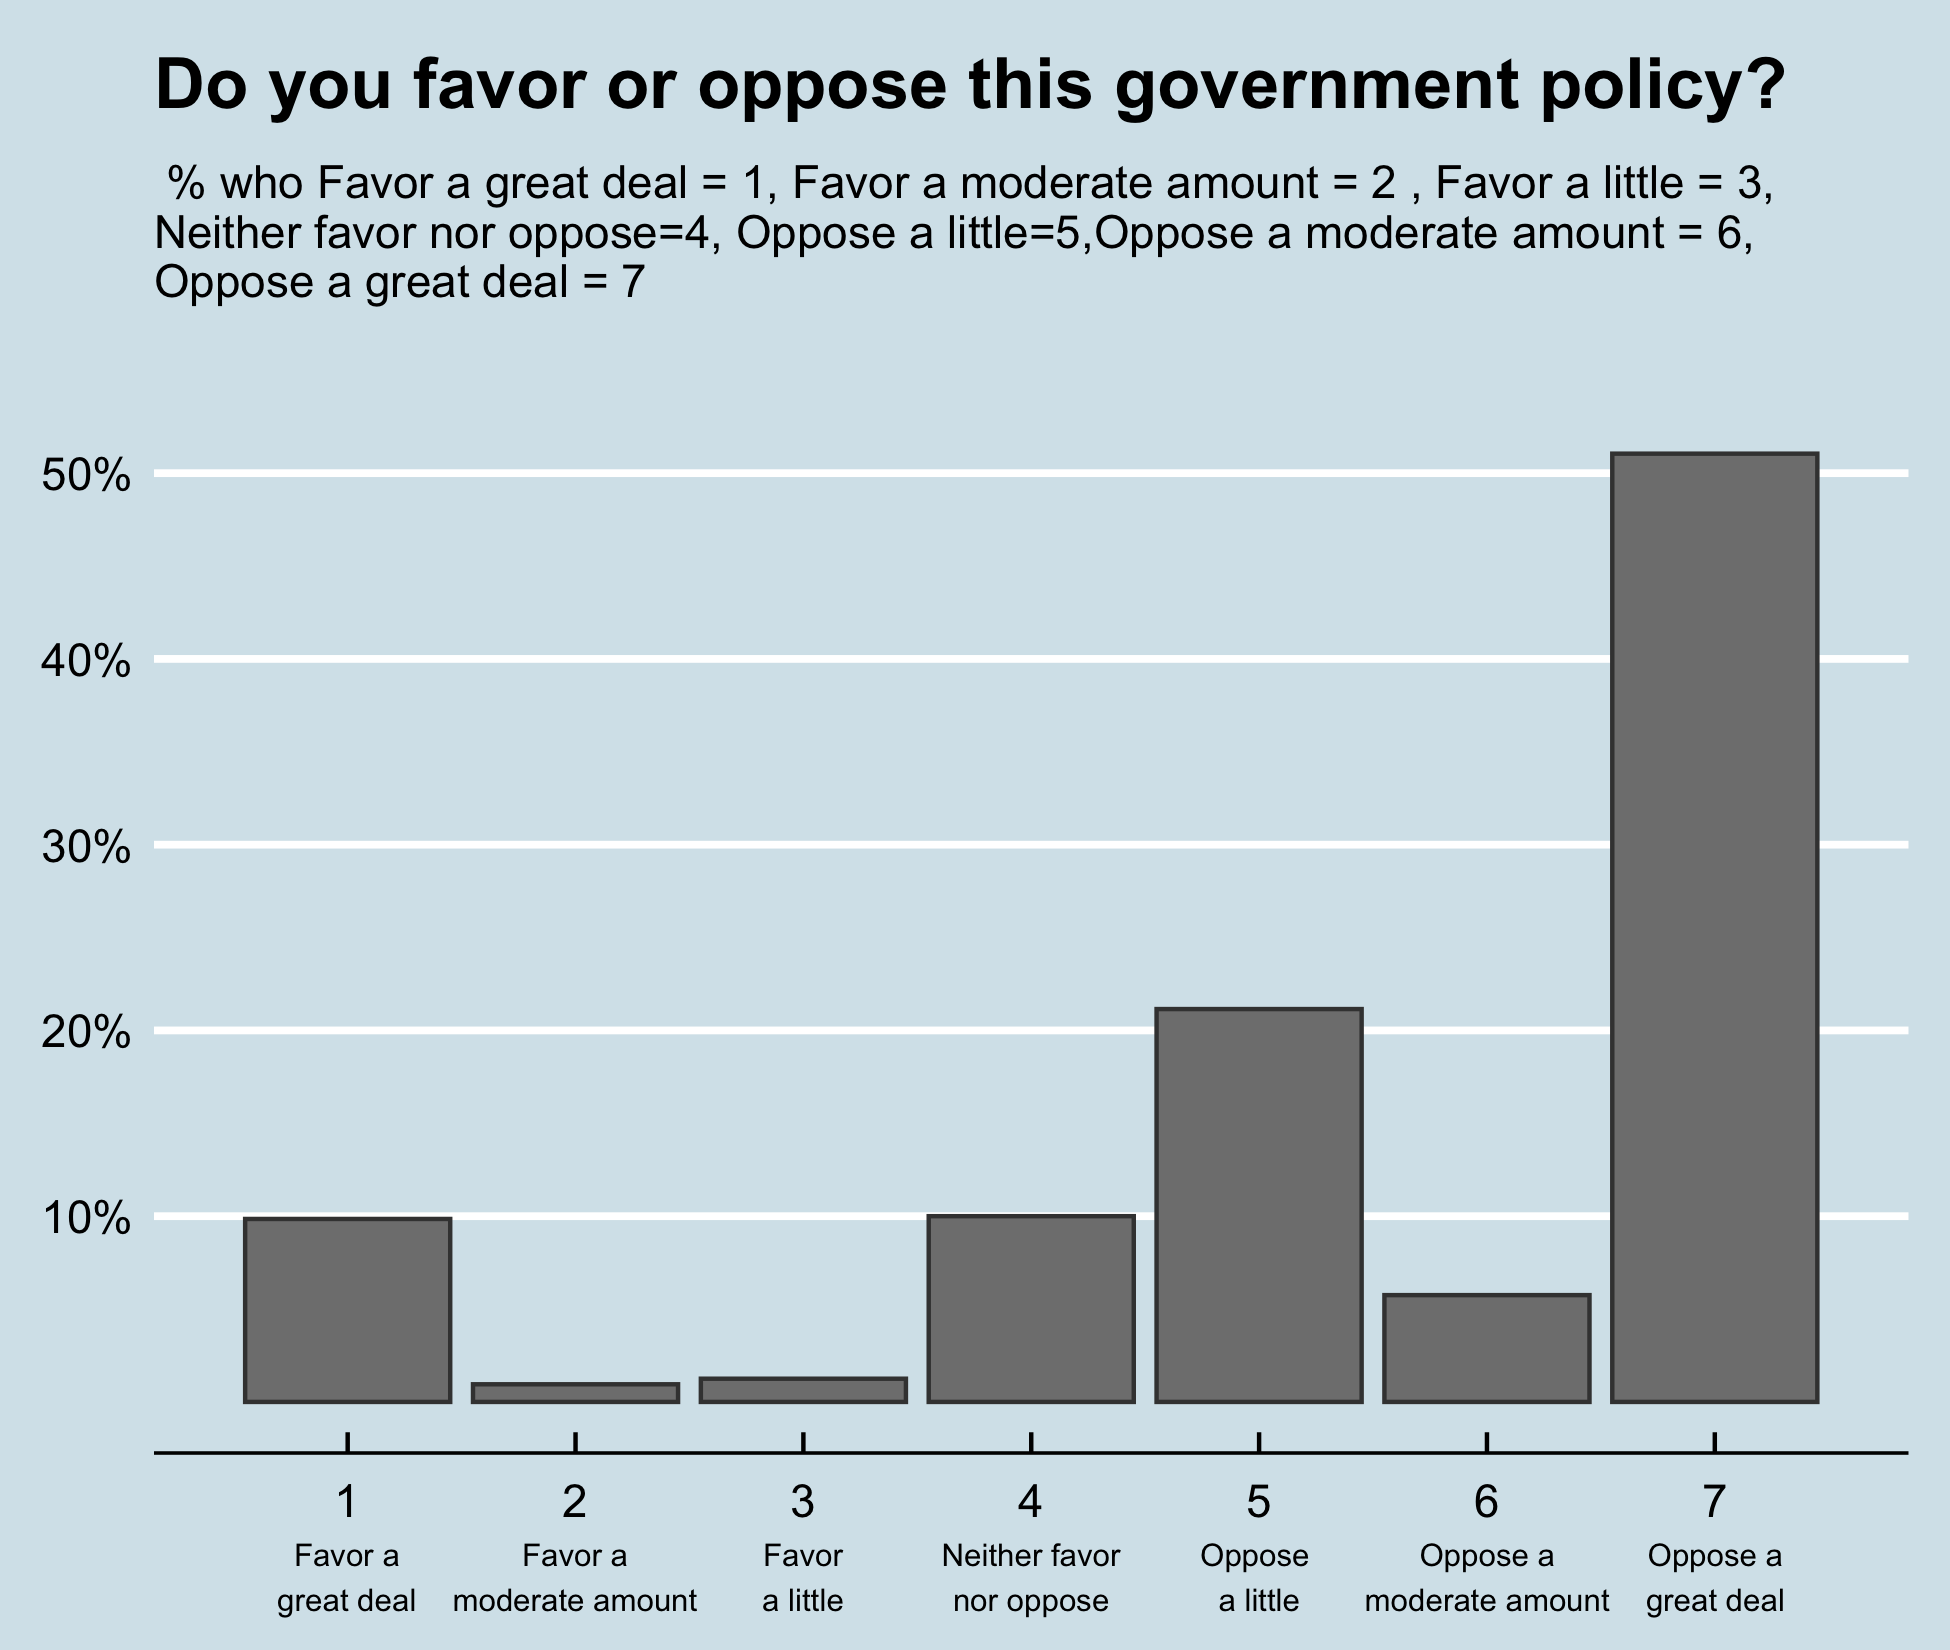 Do you favor or oppose this government policy?
% who Favor a great deal = 1, Favor a moderate amount = 2 , Favor a little = 3,
Neither favor nor oppose=4, Oppose a little=5,Oppose a moderate amount = 6,
Oppose a great deal = 7
50%
40%
30%
20%
10%
1 2 3 4 5 6 7
Favor a Favor a Favor Neither favor Oppose Oppose a Oppose a
great deal moderate amount a little nor oppose a little moderate amount great deal